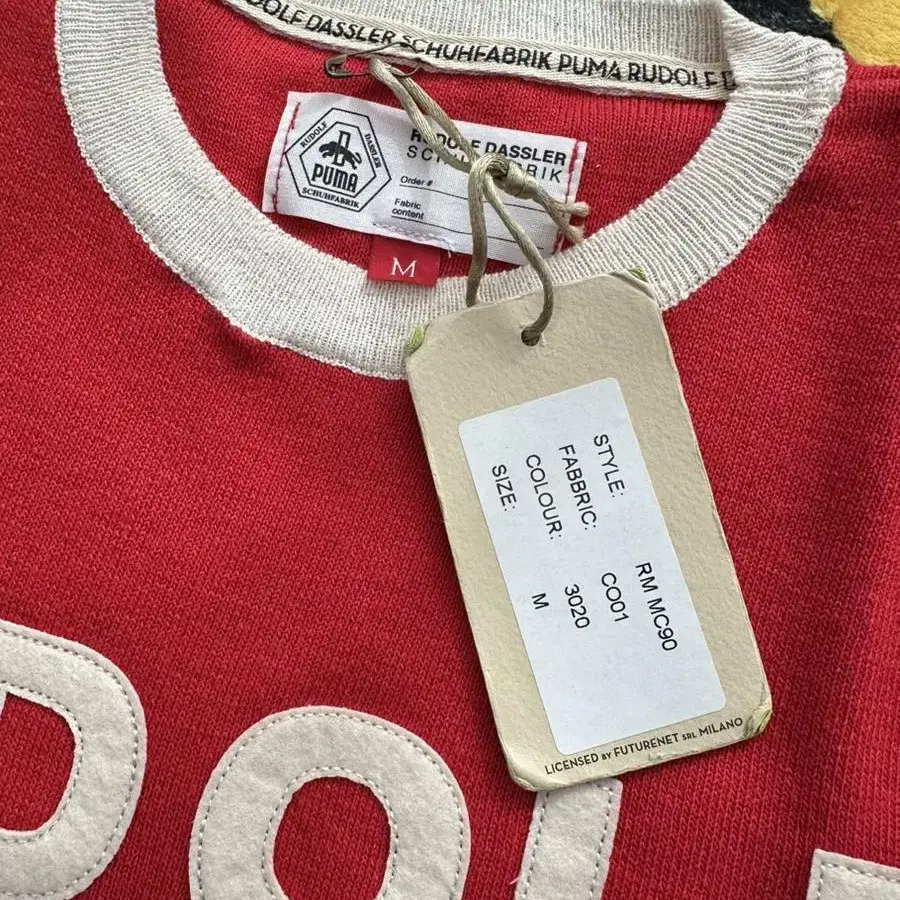 DASSLER SCHUHFABRIK PUMA RUDOLF
RUDOLF DASSLER
SCHUHFABRIK
RUDOLF
DASSLER
PUMA
SCHUHFABRIK
Order #
Fabric
content
M
STYLE: RM MC90
FABBRIC: CO01
COLOUR: 3020
SIZE: M
LICENSED BY FUTURENET SRL MILANO